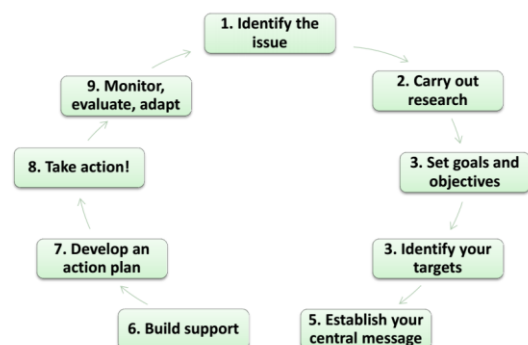 1. Identify the
issue
2. Carry out
research
3. Set goals and
objectives
3. Identify your
targets
5. Establish your
central message
6. Build support
7. Develop an
action plan
8. Take action!
9. Monitor,
evaluate, adapt